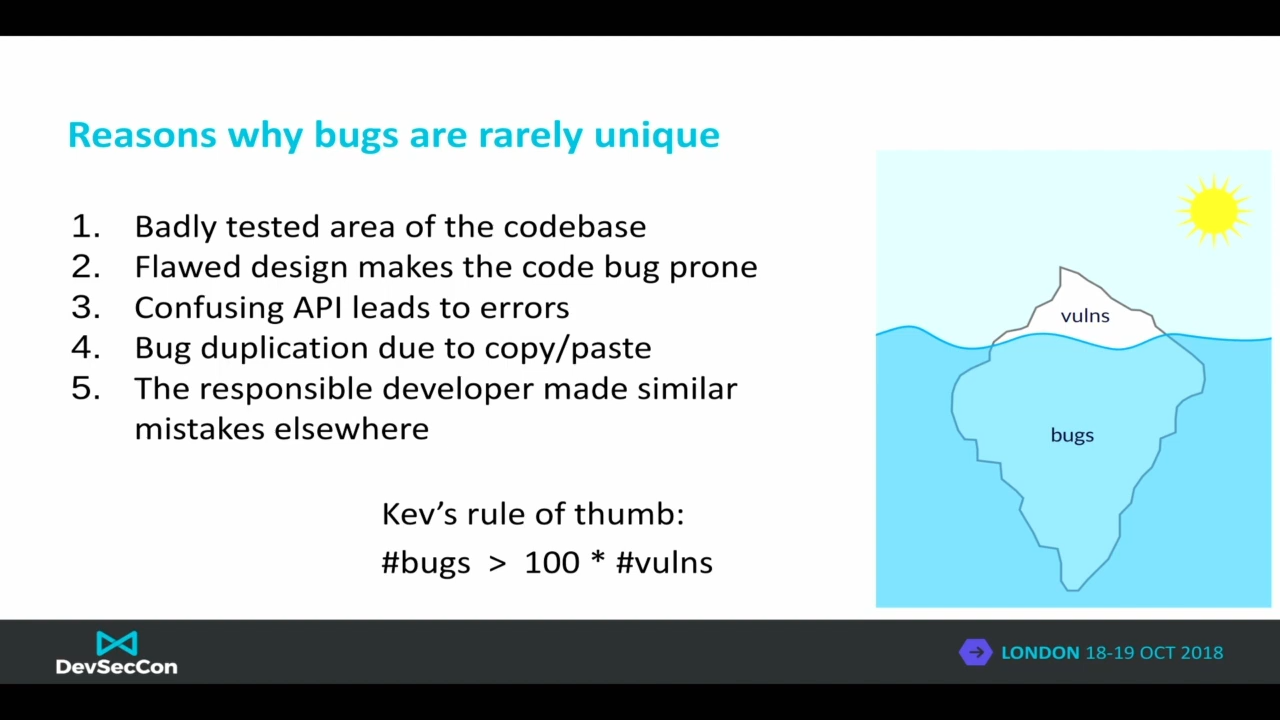 Reasons why bugs are rarely unique
1. Badly tested area of the codebase
2. Flawed design makes the code bug prone
3. Confusing API leads to errors
4. Bug duplication due to copy/paste
5. The responsible developer made similar
mistakes elsewhere
Kev’s rule of thumb:
#bugs > 100 * #vulns
vulns
bugs
DevSecCon
LONDON 18-19 OCT 2018